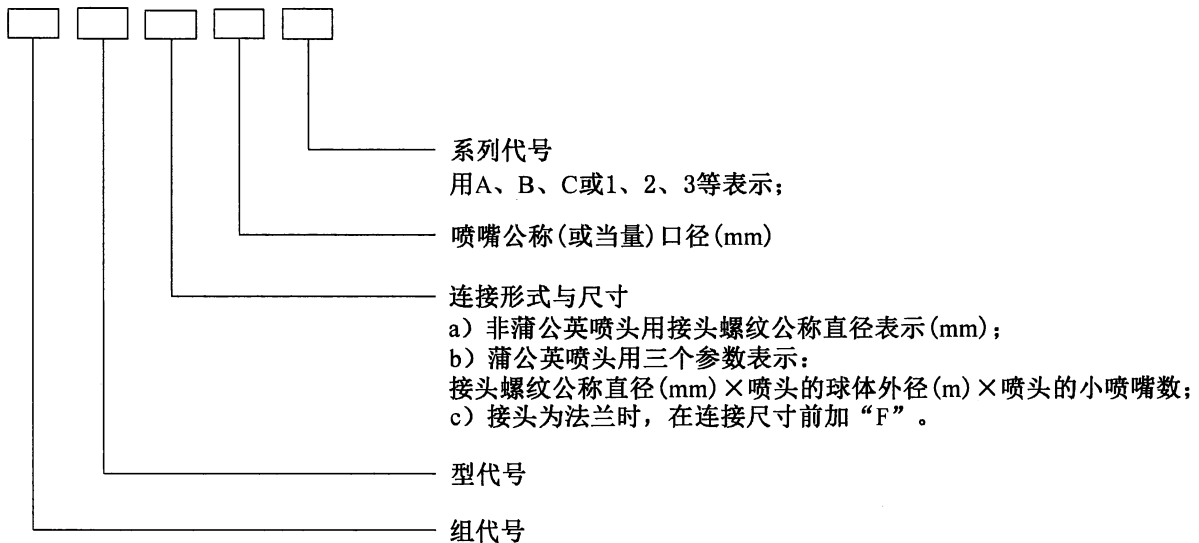 系列代号
用A、B、C或1、2、3等表示；
喷嘴公称(或当量)口径(mm)
连接形式与尺寸
a）非蒲公英喷头用接头螺纹公称直径表示(mm)；
b）蒲公英喷头用三个参数表示：
接头螺纹公称直径(mm)×喷头的球体外径(m)×喷头的小喷嘴数；
c）接头为法兰时，在连接尺寸前加“F”。
型代号
组代号